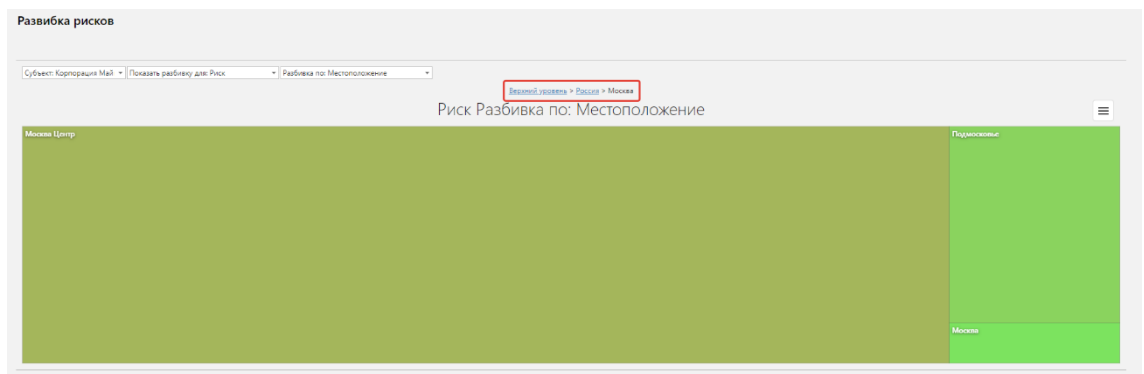 Развибка рисков
Субъект: Корпорация Май Показать разбивку для: Риск Разбивка по: Местоположение
Верхний уровень > Россия > Москва
Риск Разбивка по: Местоположение
Москва Центр Подмосковье
Москва